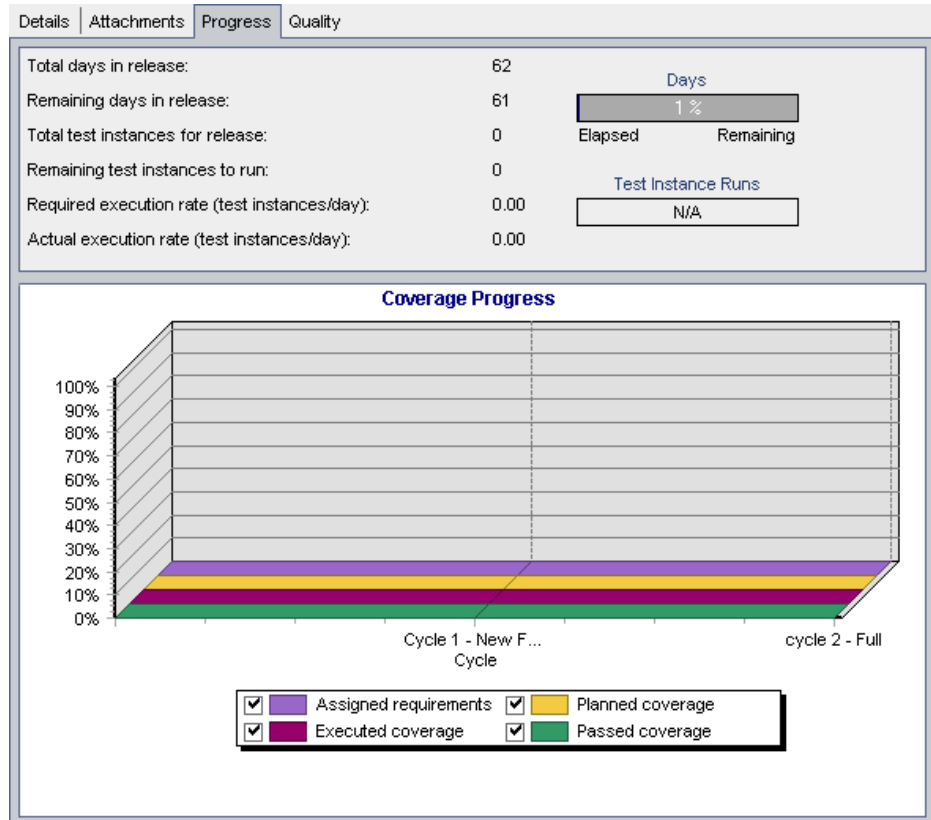 Details Attachments Progress Quality
Total days in release: 62
Remaining days in release: 61
Total test instances for release: 0
Remaining test instances to run: 0
Required execution rate (test instances/day): 0.00
Actual execution rate (test instances/day): 0.00
Days
1 %
Elapsed Remaining
Test Instance Runs
N/A
Coverage Progress
100%
90%
80%
70%
60%
50%
40%
30%
20%
10%
0%
Cycle 1 - New F... cycle 2 - Full
Cycle
Assigned requirements Planned coverage
Executed coverage Passed coverage